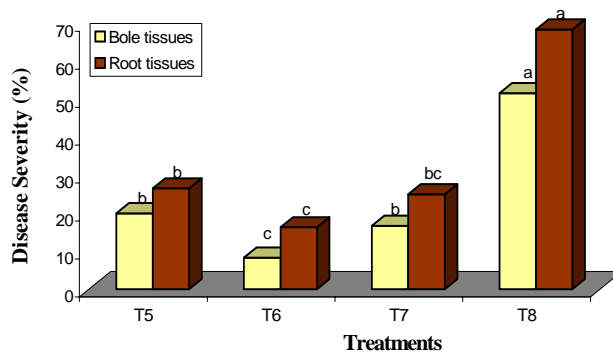 Disease Severity (%)
70
60
50
40
30
20
10
0
Bole tissues
Root tissues
b
b
c
c
b
bc
a
a
T5
T6
T7
T8
Treatments